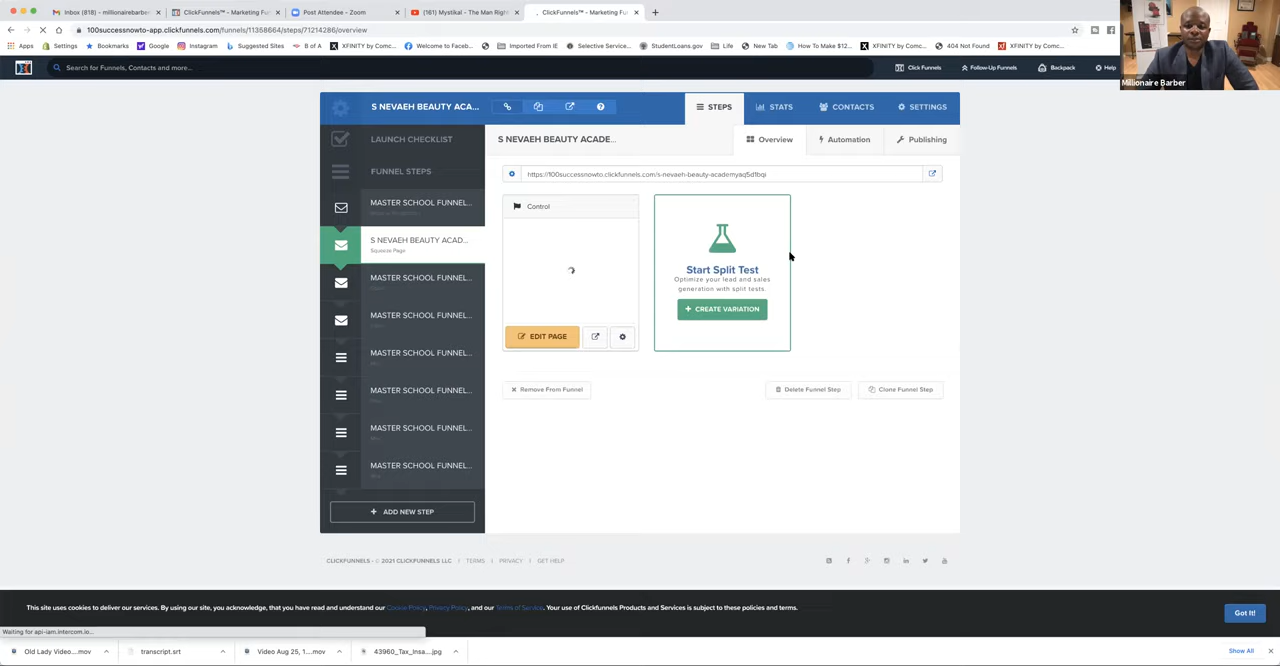 Inbox (818) - millionairebarbe
ClickFunnels™ - Marketing Fu
Post Attendee - Zoom
(161) Mystikal - The Man Righ
ClickFunnels™ - Marketing Fu
100successnowto-app.clickfunnels.com/funnels/11358664/steps/71214286/overview
Apps
Settings
Bookmarks
Google
Instagram
Suggested Sites
B of A
XFINITY by Comc...
Welcome to Faceb...
Imported From IE
Selective Service...
StudentLoans.gov
Life
New Tab
How To Make $12...
XFINITY by Comc...
404 Not Found
XFINITY by Comc...
Millionaire Barber
Search for Funnels, Contacts and more...
Click Funnels
Follow-Up Funnels
Backpack
Help
S NEVAEH BEAUTY ACA...
STEPS
STATS
CONTACTS
SETTINGS
LAUNCH CHECKLIST
S NEVAEH BEAUTY ACADE...
Overview
Automation
Publishing
FUNNEL STEPS
https://100successnowto.clickfunnels.com/s-nevaeh-beauty-academyaq5d1bqi
MASTER SCHOOL FUNNEL...
S NEVAEH BEAUTY ACAD...
Squeeze Page
MASTER SCHOOL FUNNEL...
MASTER SCHOOL FUNNEL...
MASTER SCHOOL FUNNEL...
MASTER SCHOOL FUNNEL...
MASTER SCHOOL FUNNEL...
MASTER SCHOOL FUNNEL...
+ ADD NEW STEP
Control
EDIT PAGE
Start Split Test
Optimize your lead and sales
generation with split tests.
+ CREATE VARIATION
× Remove From Funnel
Delete Funnel Step
Clone Funnel Step
CLICKFUNNELS - © 2021 CLICKFUNNELS LLC | TERMS | PRIVACY | GET HELP
This site uses cookies to deliver our services. By using our site, you acknowledge, that you have read and understand our Cookie Policy, Privacy Policy, and our Terms of Service. Your use of Clickfunnels Products and Services is subject to these policies and terms.
Got It!
Waiting for api-iam.intercom.io...
Old Lady Video....mov
transcript.srt
Video Aug 25, 1....mov
43960_Tax_Insa....jpg
Show All